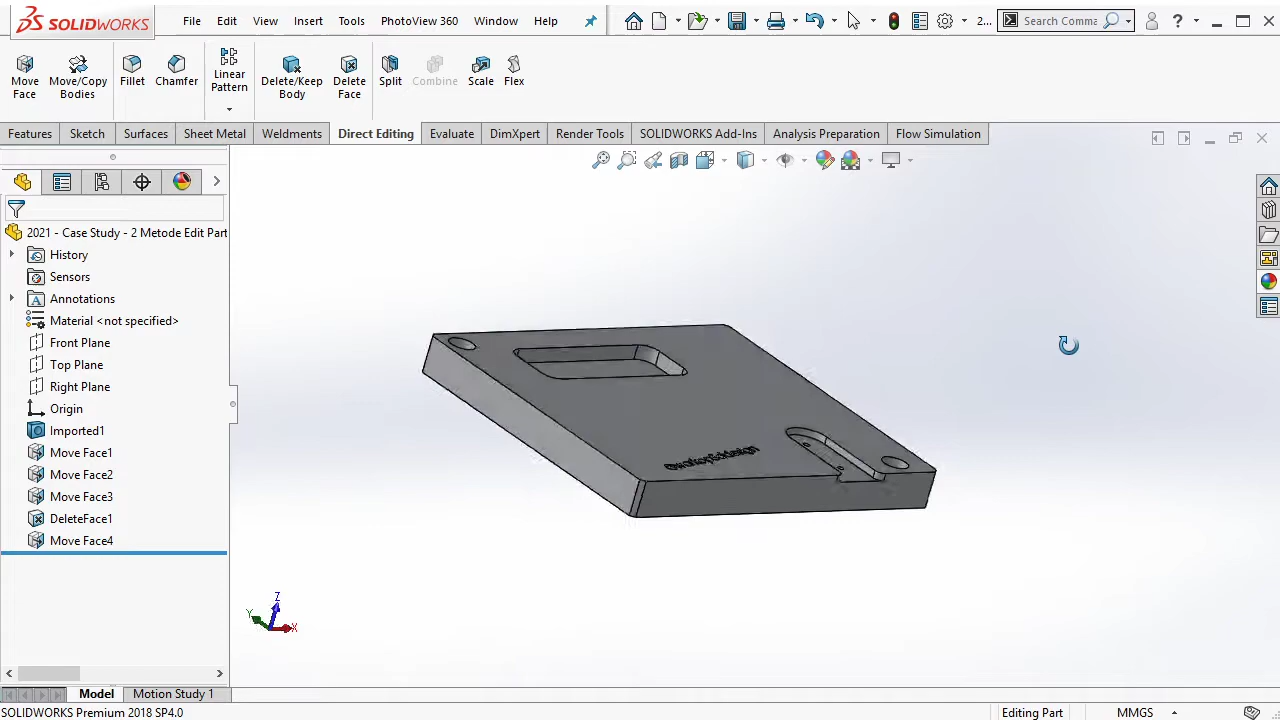 SOLIDWORKS
File Edit View Insert Tools PhotoView 360 Window Help
2...
Search Comma
Move Face
Move/Copy Bodies
Fillet
Chamfer
Linear Pattern
Delete/Keep Body
Delete Face
Split
Combine
Scale
Flex
Features Sketch Surfaces Sheet Metal Weldments Direct Editing Evaluate DimXpert Render Tools SOLIDWORKS Add-Ins Analysis Preparation Flow Simulation
2021 - Case Study - 2 Metode Edit Part
History
Sensors
Annotations
Material <not specified>
Front Plane
Top Plane
Right Plane
Origin
Imported1
Move Face1
Move Face2
Move Face3
DeleteFace1
Move Face4
Z
Y
X
Model Motion Study 1
SOLIDWORKS Premium 2018 SP4.0
Editing Part
MMGS